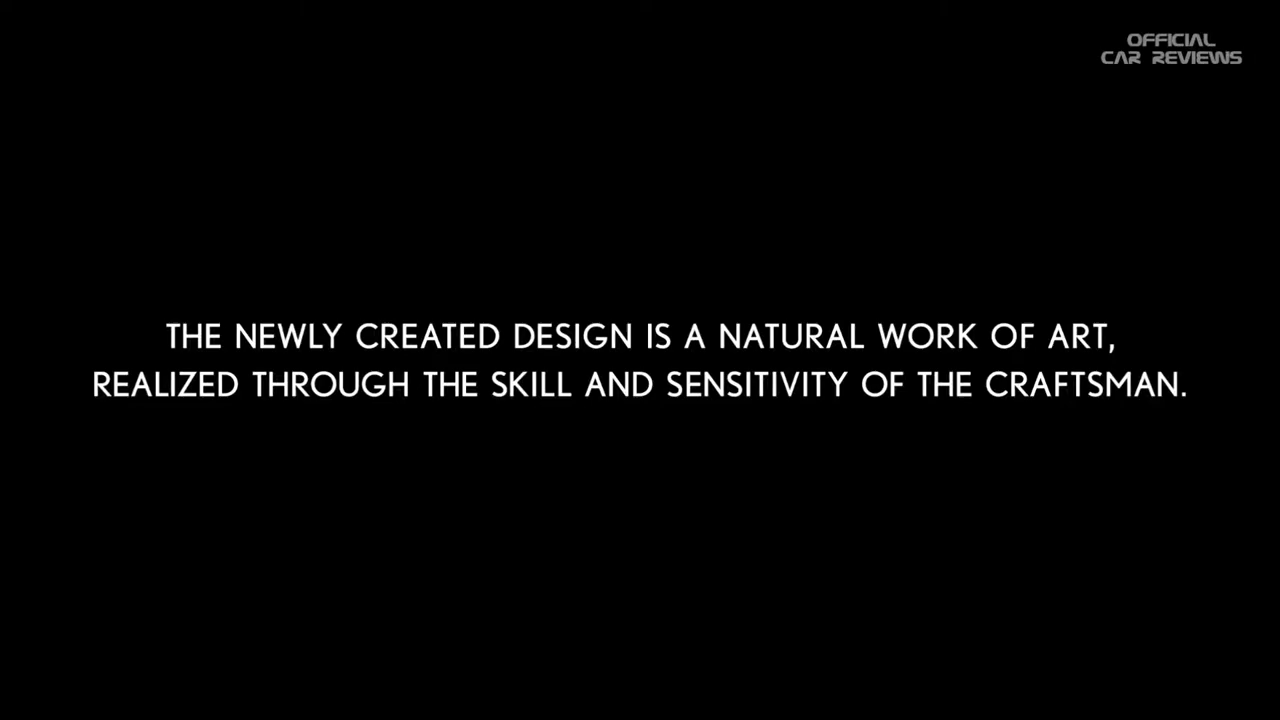 OFFICIAL
CAR REVIEWS
THE NEWLY CREATED DESIGN IS A NATURAL WORK OF ART,
REALIZED THROUGH THE SKILL AND SENSITIVITY OF THE CRAFTSMAN.